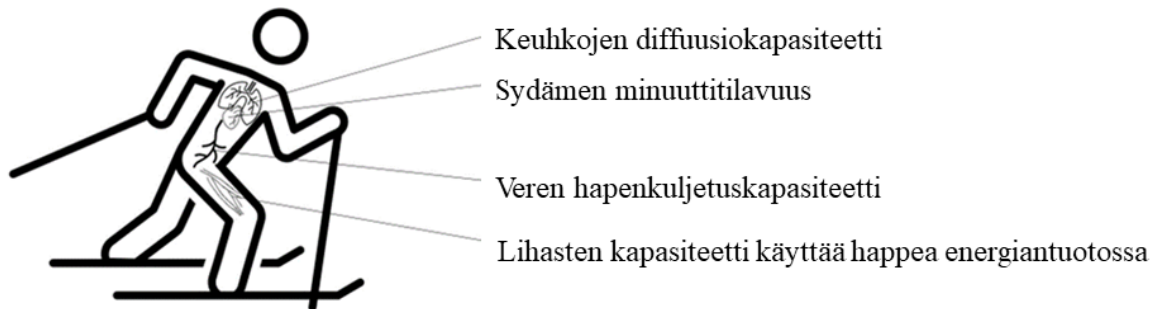 Keuhkojen diffuusiokapasiteetti
Sydämen minuuttitilavuus
Veren hapenkuljetuskapasiteetti
Lihasten kapasiteetti käyttää happea energiantuotossa